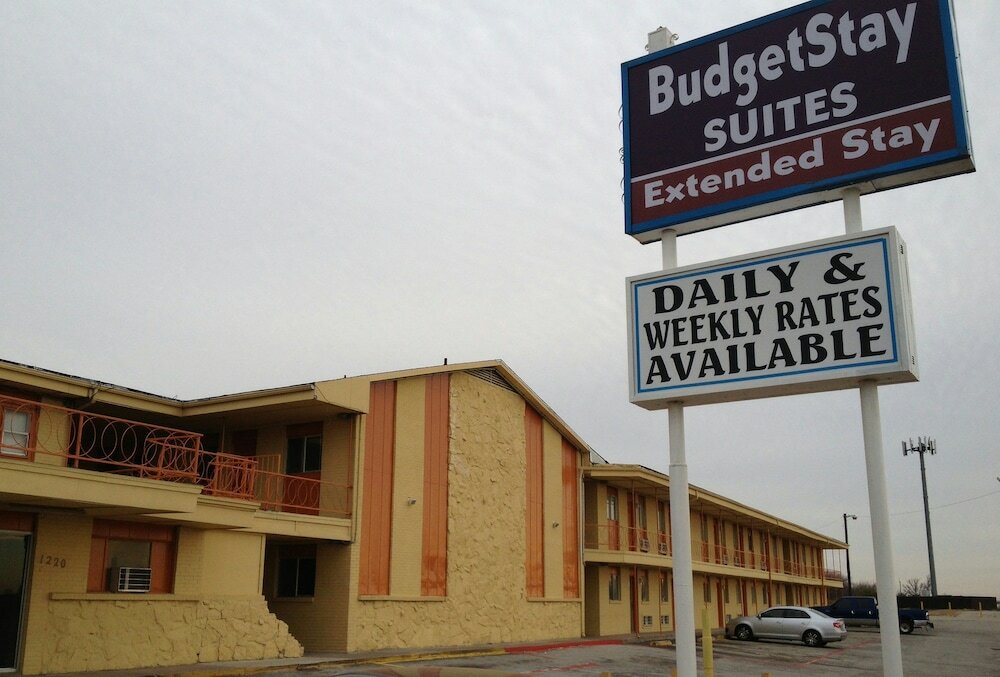 BudgetStay
SUITES
Extended Stay
DAILY &
WEEKLY RATES
AVAILABLE
1220